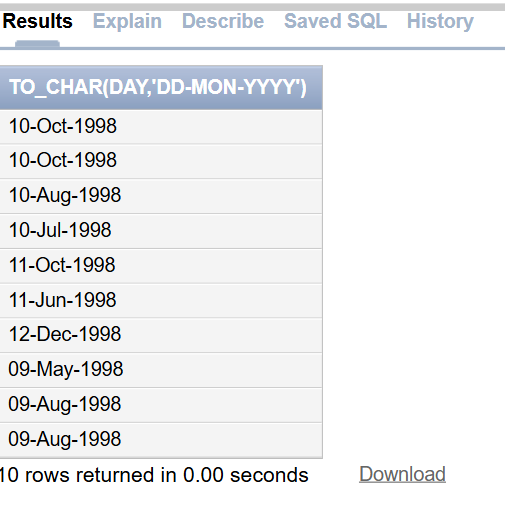 Results Explain Describe Saved SQL History
TO_CHAR(DAY,'DD-MON-YYYY')
10-Oct-1998
10-Oct-1998
10-Aug-1998
10-Jul-1998
11-Oct-1998
11-Jun-1998
12-Dec-1998
09-May-1998
09-Aug-1998
09-Aug-1998
10 rows returned in 0.00 seconds Download